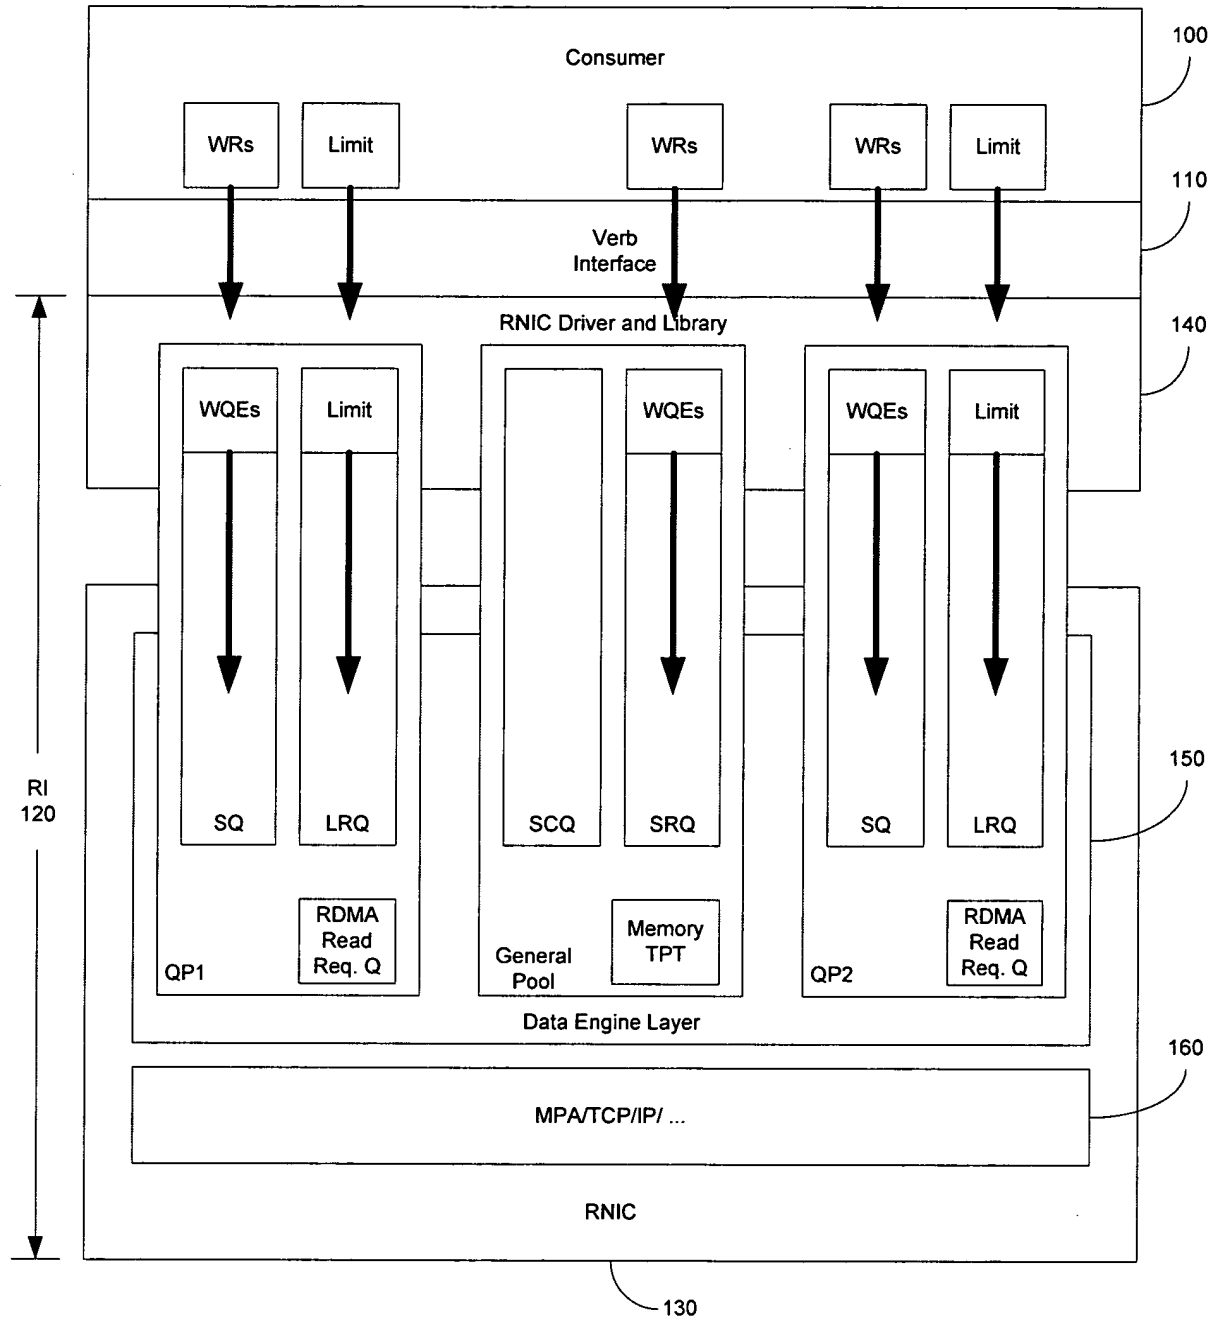 100
Consumer
WRs
Limit
WRs
WRs
Limit
110
Verb
Interface
RNIC Driver and Library
140
WQEs
Limit
WQEs
WQEs
Limit
150
RI
120
SQ
LRQ
SCQ
SRQ
SQ
LRQ
RDMA
Read
Req. Q
QP1
Memory
TPT
General
Pool
RDMA
Read
Req. Q
QP2
Data Engine Layer
160
MPA/TCP/IP/ ...
RNIC
130